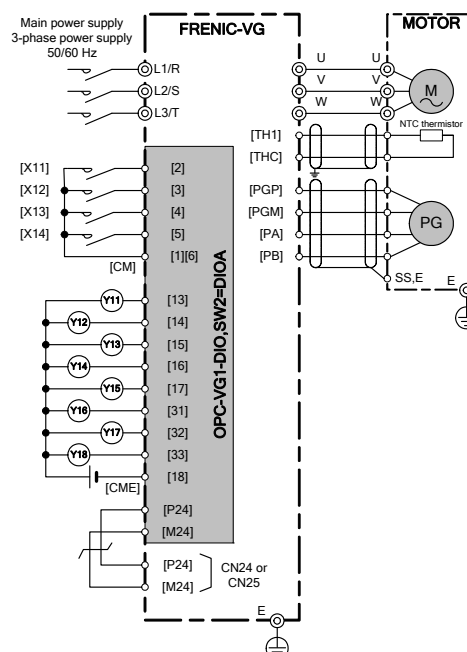 Main power supply
3-phase power supply
50/60 Hz
FRENIC-VG
MOTOR
L1/R
U
U
L2/S
V
V
M
L3/T
W
W
[TH1]
NTC thermistor
[THC]
[X11]
[2]
[X12]
[3]
[PGP]
[X13]
[4]
[PGM]
PG
[X14]
[5]
[PA]
[CM]
[1][6]
[PB]
SS,E
E
OPC-VG1-DIO,SW2=DIOA
Y11
[13]
Y12
[14]
Y13
[15]
Y14
[16]
Y15
[17]
Y16
[31]
Y17
[32]
Y18
[33]
[CME]
[18]
[P24]
[M24]
[P24]
[M24]
CN24 or
CN25
E